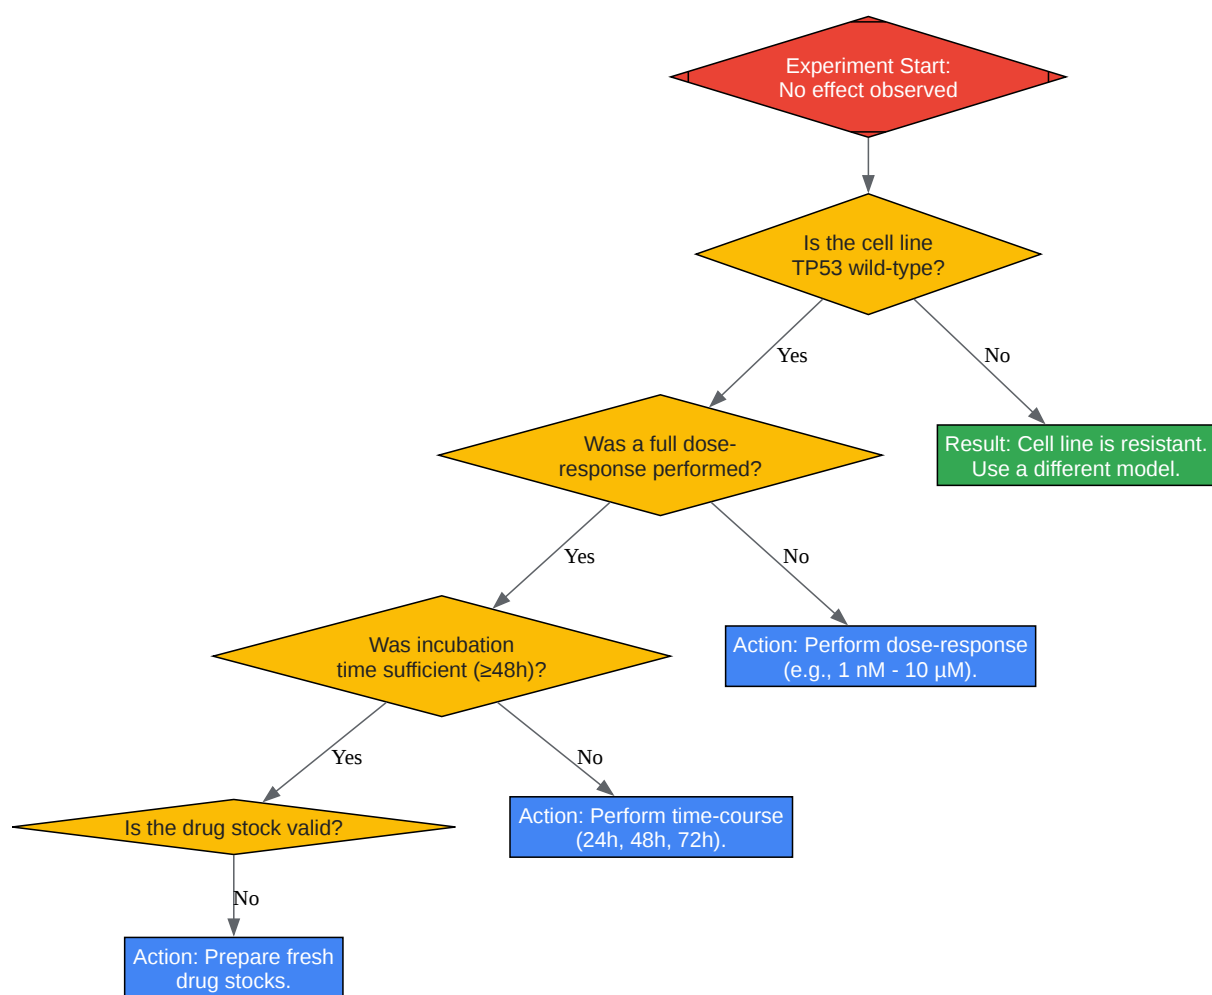 Experiment Start:
No effect observed
Is the cell line
TP53 wild-type?
Yes
No
Was a full dose-
response performed?
Result: Cell line is resistant.
Use a different model.
Yes
No
Was incubation
time sufficient (≥48h)?
Action: Perform dose-response
(e.g., 1 nM - 10 µM).
Yes
No
Is the drug stock valid?
Action: Perform time-course
(24h, 48h, 72h).
No
Action: Prepare fresh
drug stocks.